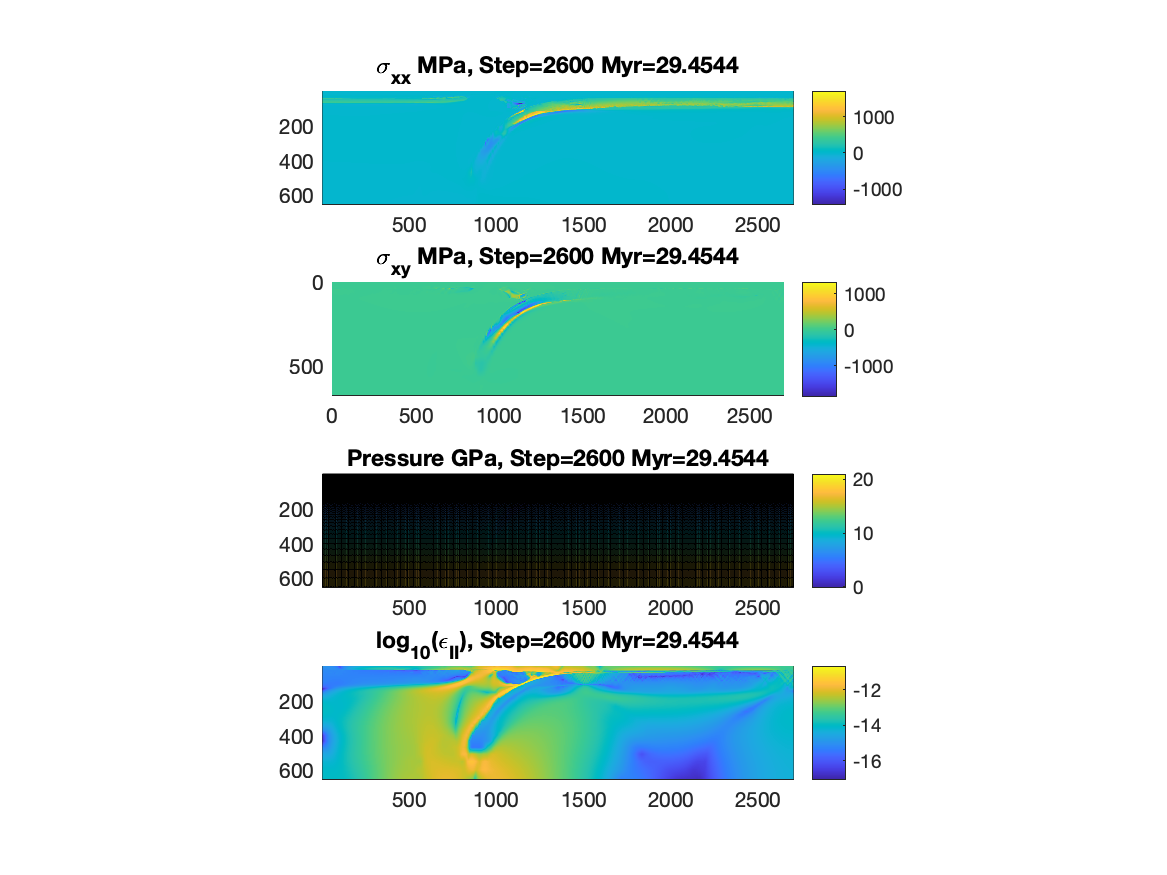 σxx MPa, Step=2600 Myr=29.4544
200
400
600
500 1000 1500 2000 2500
1000
0
-1000
σxy MPa, Step=2600 Myr=29.4544
0
500
0 500 1000 1500 2000 2500
1000
0
-1000
Pressure GPa, Step=2600 Myr=29.4544
200
400
600
500 1000 1500 2000 2500
20
10
0
log10(ϵII), Step=2600 Myr=29.4544
200
400
600
500 1000 1500 2000 2500
-12
-14
-16